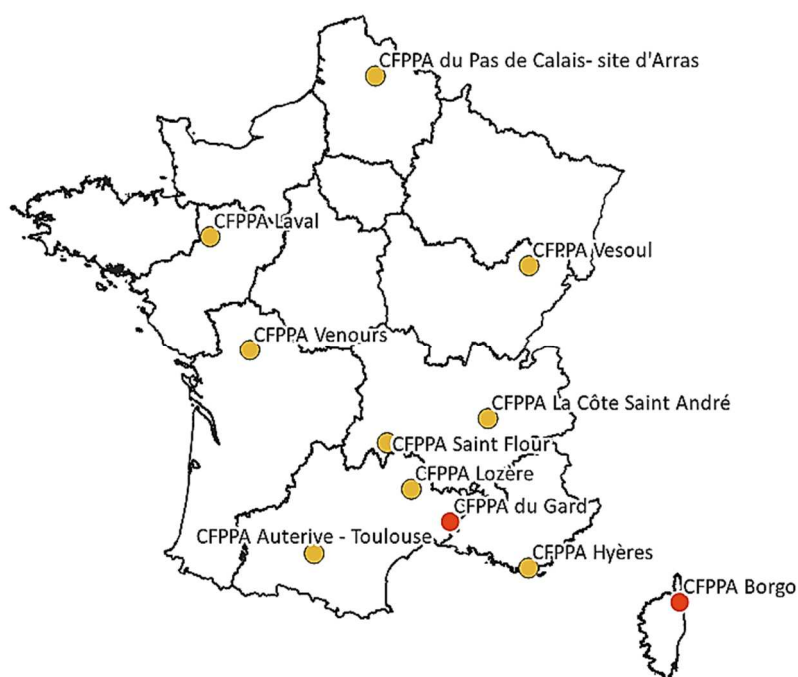 CFPPA du Pas de Calais- site d'Arras
CFPPA Laval
CFPPA Vesoul
CFPPA Venours
CFPPA La Côte Saint André
CFPPA Saint Flour
CFPPA Lozère
CFPPA du Gard
CFPPA Auterive - Toulouse
CFPPA Hyères
CFPPA Borgo